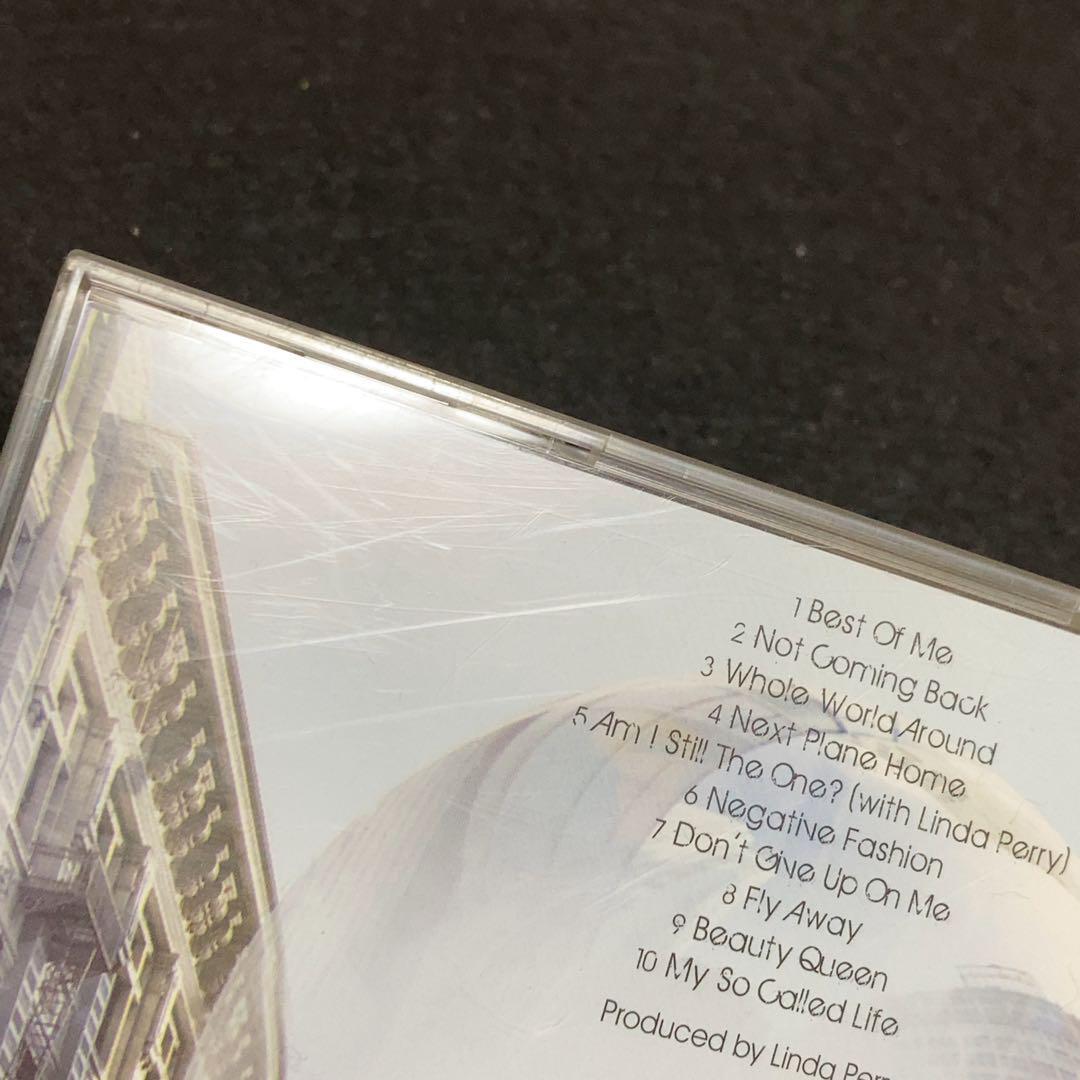 1 Best Of Me
2 Not Coming Back
3 Whole World Around
4 Next Plane Home
5 Am I Still The One? (with Linda Perry)
6 Negative Fashion
7 Don't Give Up On Me
8 Fly Away
9 Beauty Queen
10 My So Called Life
Produced by Linda